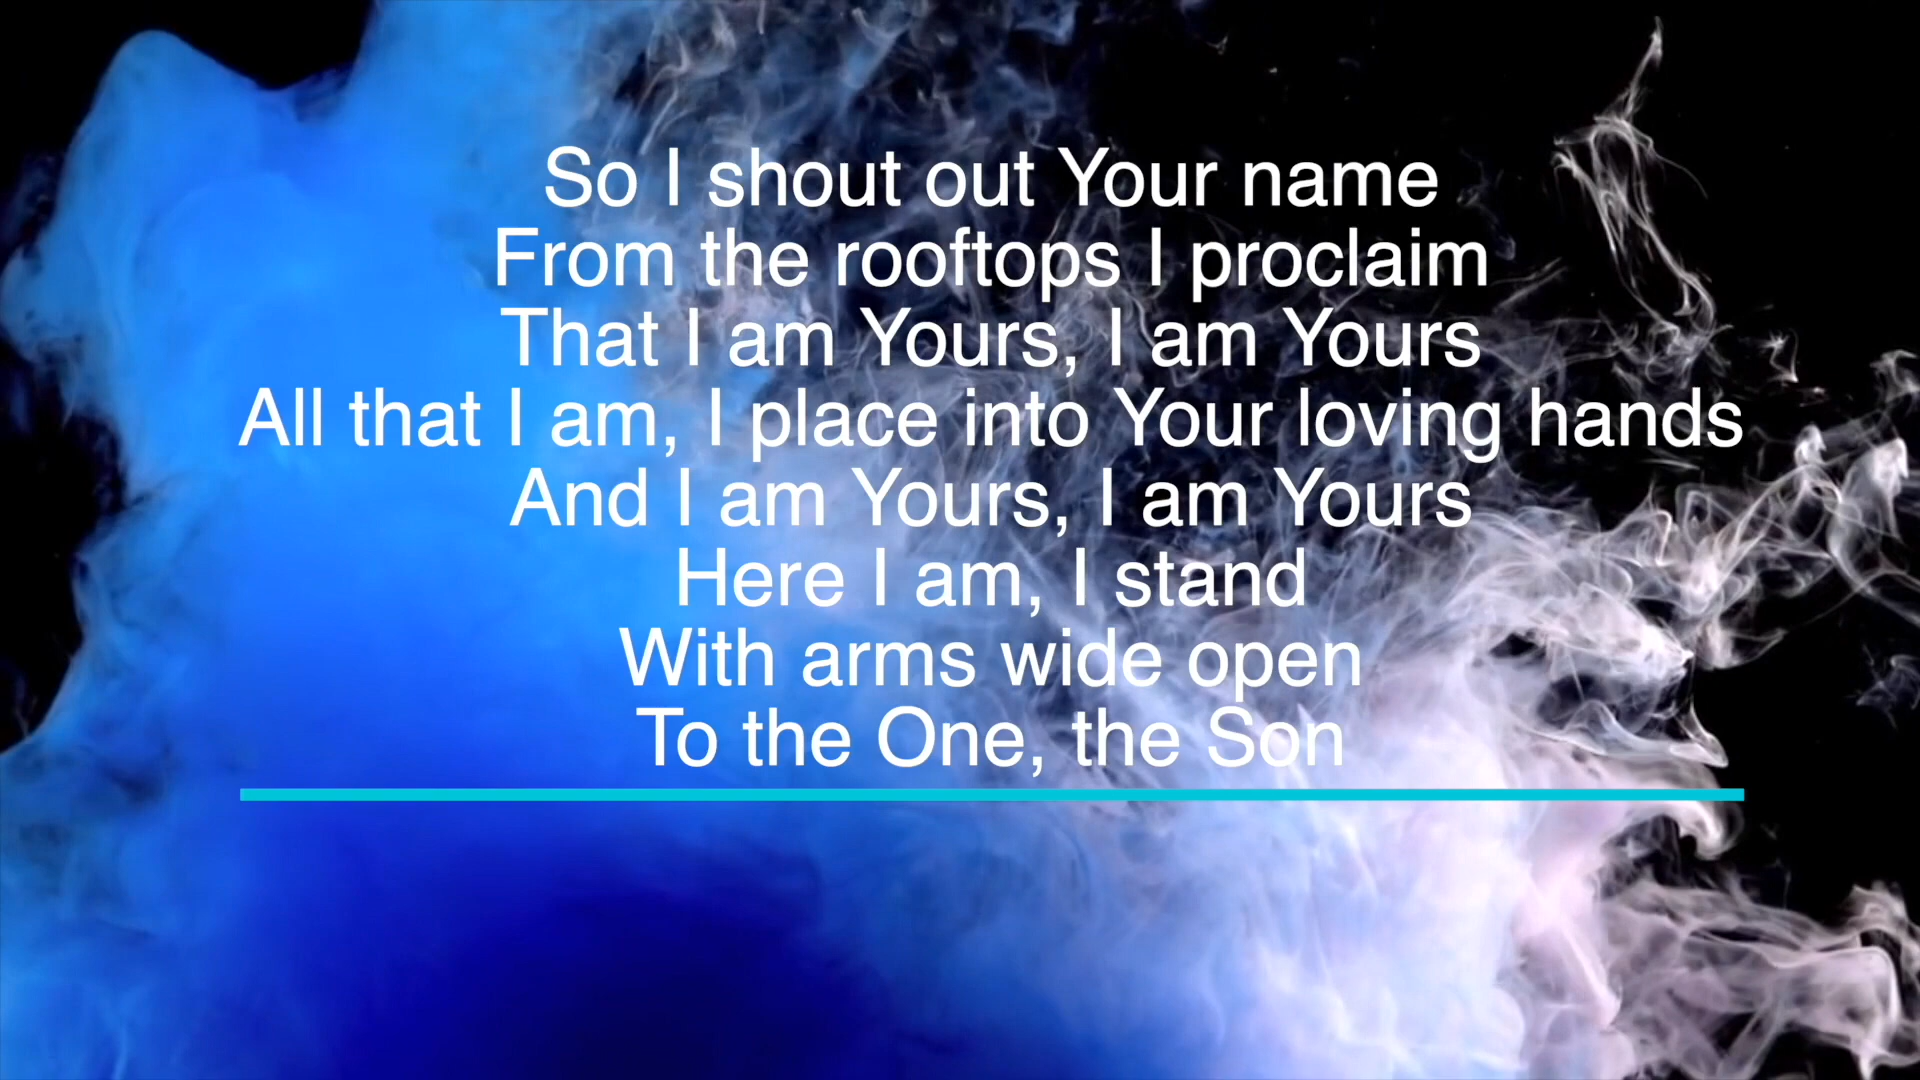 So I shout out Your name
From the rooftops I proclaim
That I am Yours, I am Yours
All that I am, I place into Your loving hands
And I am Yours, I am Yours
Here I am, I stand
With arms wide open
To the One, the Son